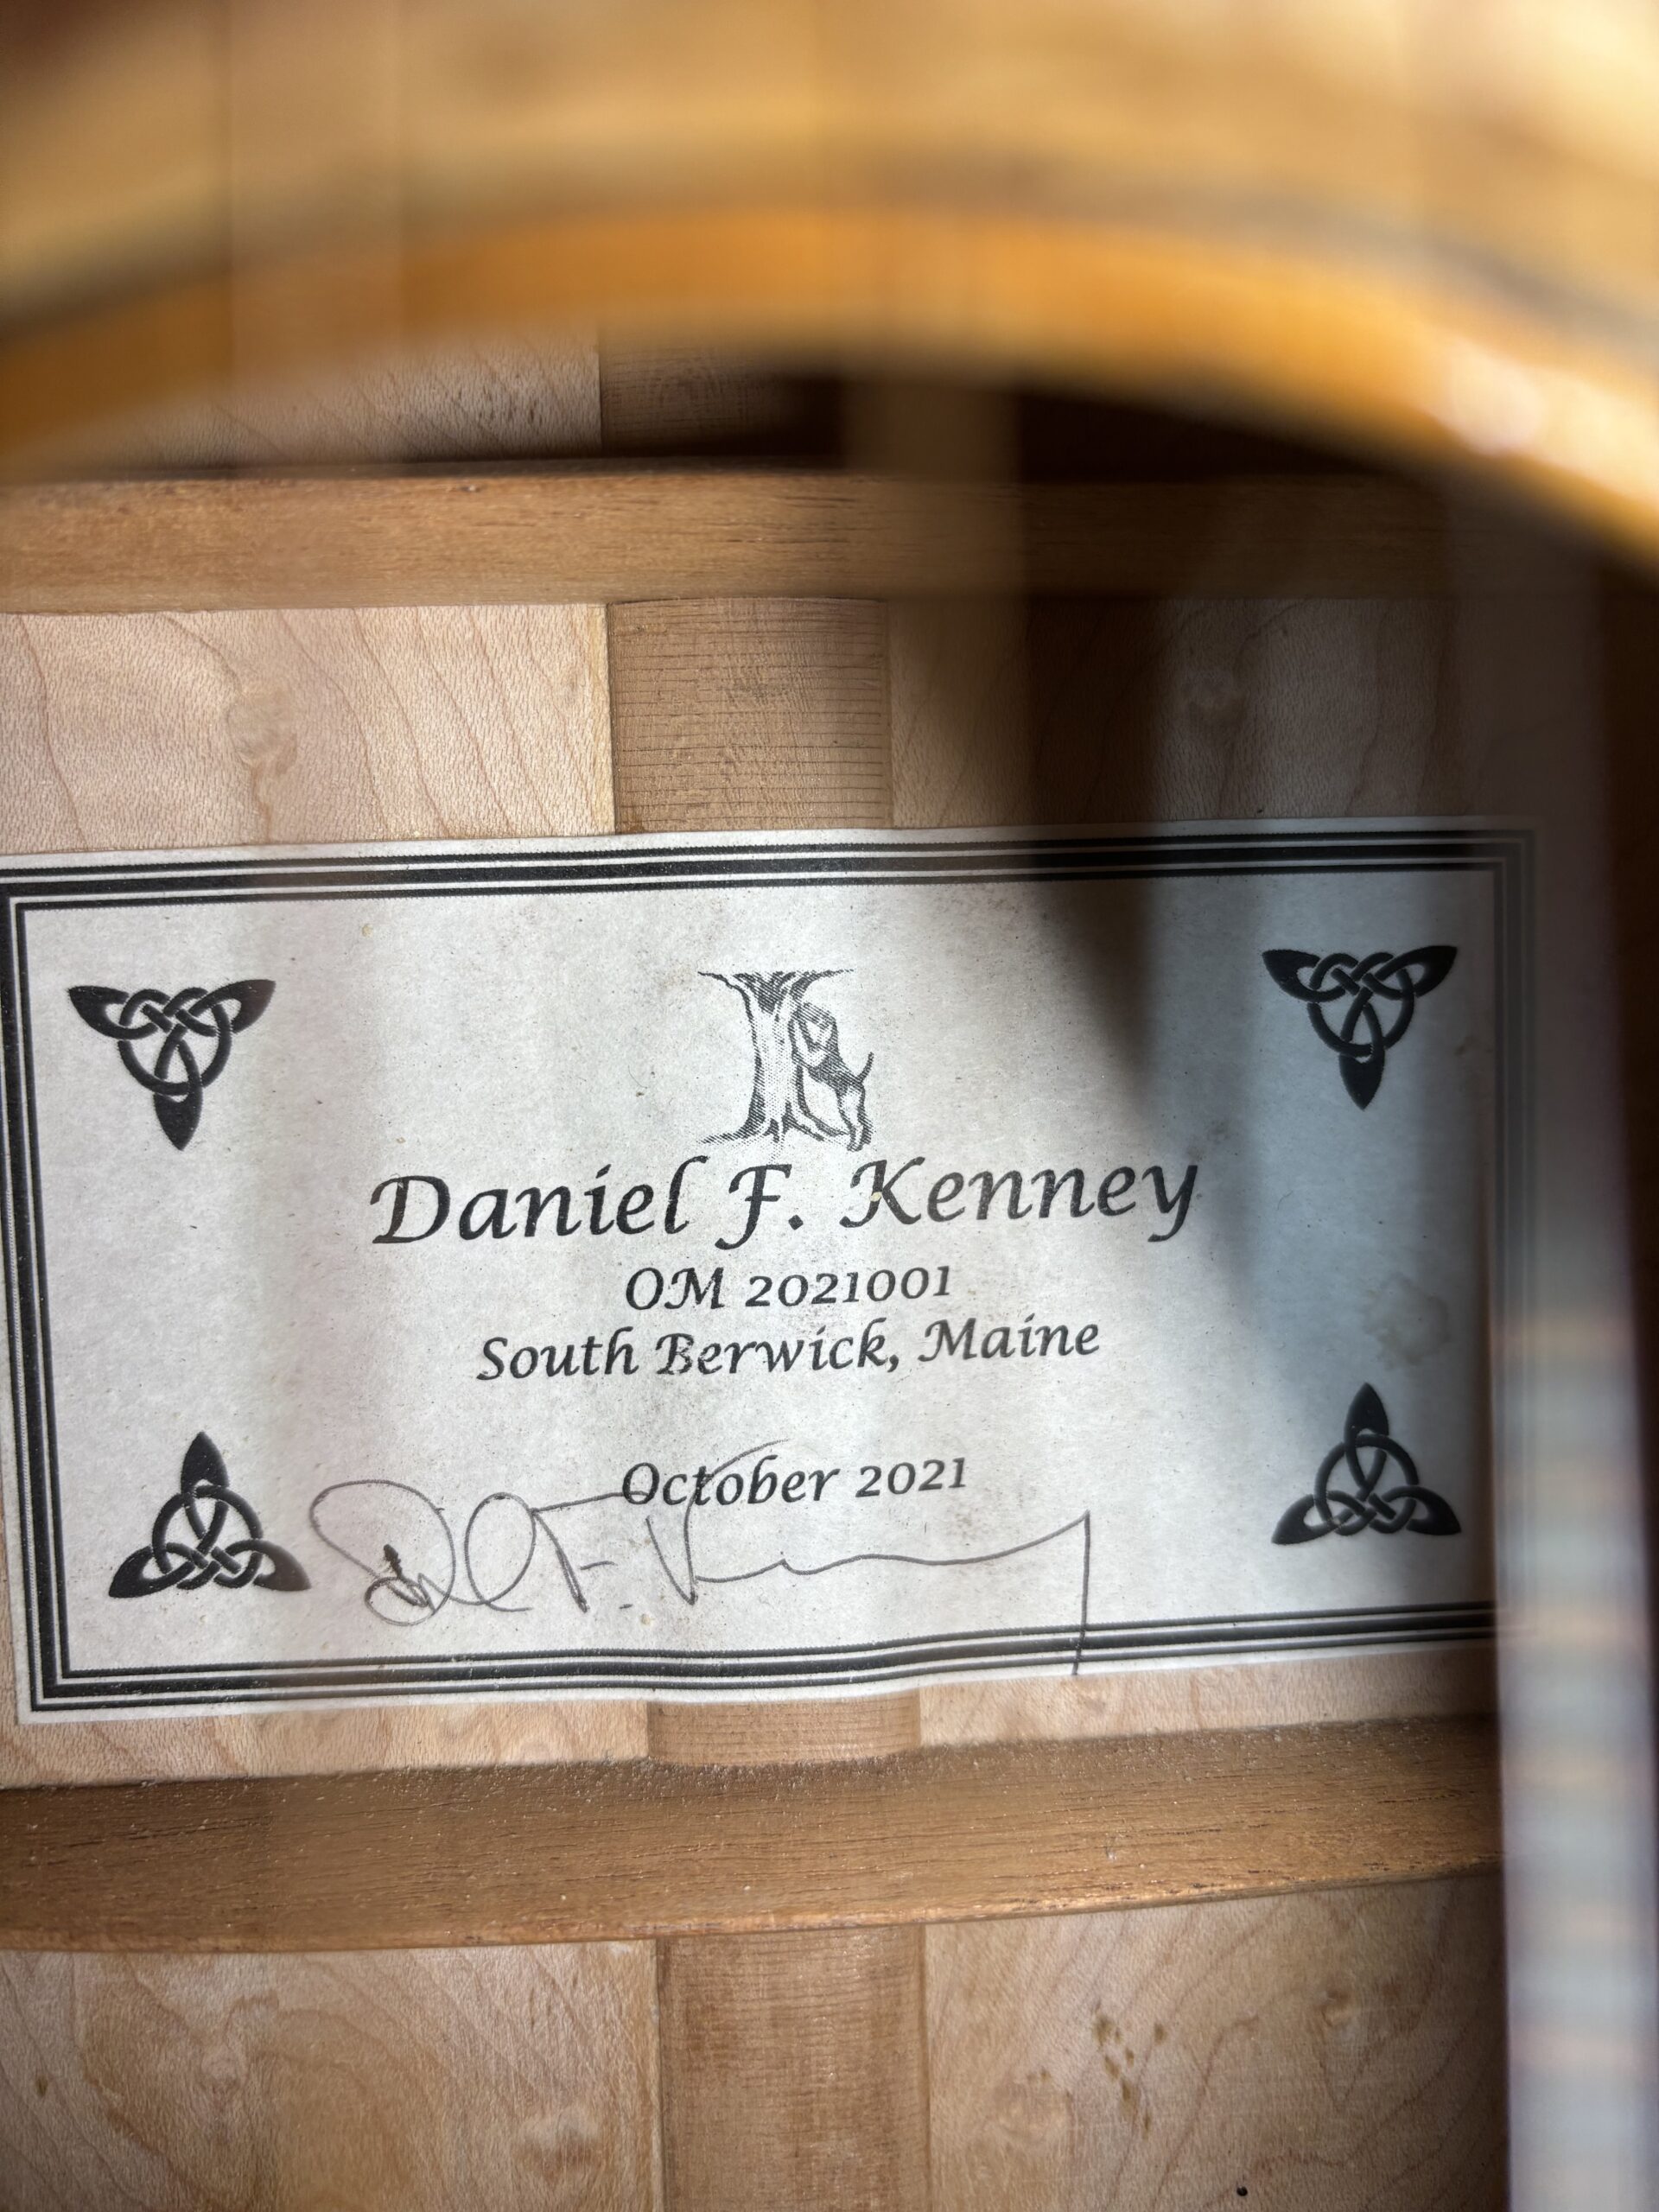 Daniel F. Kenney
OM 2021001
South Berwick, Maine
October 2021